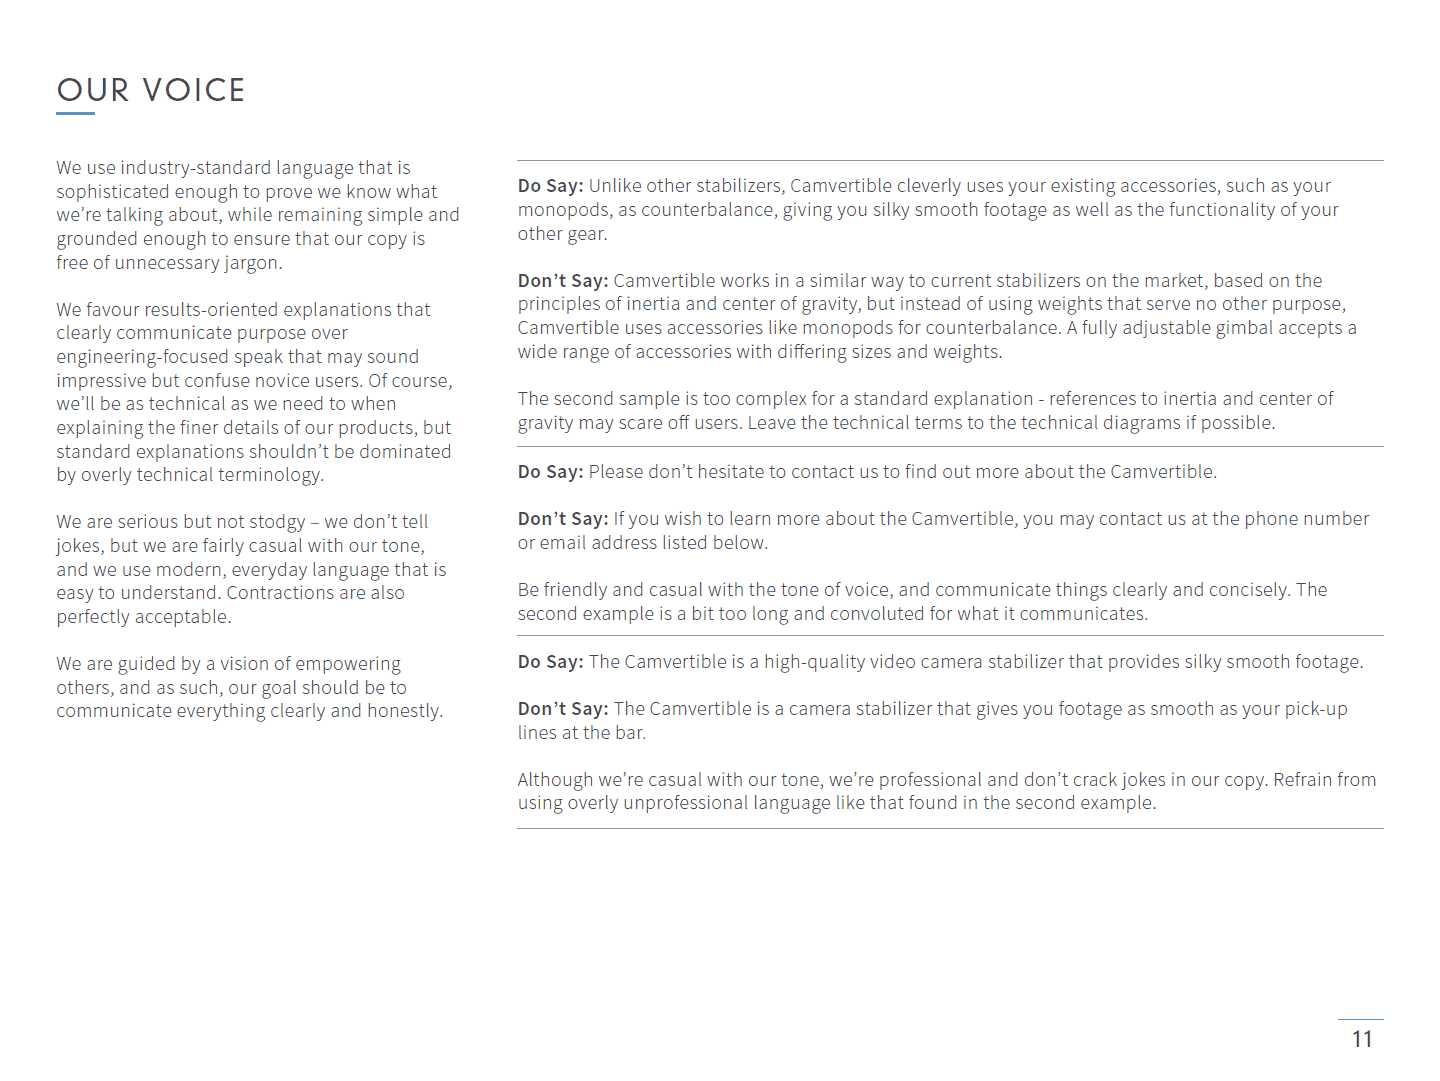 OUR VOICE
We use industry-standard language that is
sophisticated enough to prove we know what
we’re talking about, while remaining simple and
grounded enough to ensure that our copy is
free of unnecessary jargon.
We favour results-oriented explanations that
clearly communicate purpose over
engineering-focused speak that may sound
impressive but confuse novice users. Of course,
we’ll be as technical as we need to when
explaining the finer details of our products, but
standard explanations shouldn’t be dominated
by overly technical terminology.
We are serious but not stodgy – we don’t tell
jokes, but we are fairly casual with our tone,
and we use modern, everyday language that is
easy to understand. Contractions are also
perfectly acceptable.
We are guided by a vision of empowering
others, and as such, our goal should be to
communicate everything clearly and honestly.
Do Say: Unlike other stabilizers, Camvertible cleverly uses your existing accessories, such as your
monopods, as counterbalance, giving you silky smooth footage as well as the functionality of your
other gear.
Don’t Say: Camvertible works in a similar way to current stabilizers on the market, based on the
principles of inertia and center of gravity, but instead of using weights that serve no other purpose,
Camvertible uses accessories like monopods for counterbalance. A fully adjustable gimbal accepts a
wide range of accessories with differing sizes and weights.
The second sample is too complex for a standard explanation - references to inertia and center of
gravity may scare off users. Leave the technical terms to the technical diagrams if possible.
Do Say: Please don’t hesitate to contact us to find out more about the Camvertible.
Don’t Say: If you wish to learn more about the Camvertible, you may contact us at the phone number
or email address listed below.
Be friendly and casual with the tone of voice, and communicate things clearly and concisely. The
second example is a bit too long and convoluted for what it communicates.
Do Say: The Camvertible is a high-quality video camera stabilizer that provides silky smooth footage.
Don’t Say: The Camvertible is a camera stabilizer that gives you footage as smooth as your pick-up
lines at the bar.
Although we’re casual with our tone, we’re professional and don’t crack jokes in our copy. Refrain from
using overly unprofessional language like that found in the second example.
11